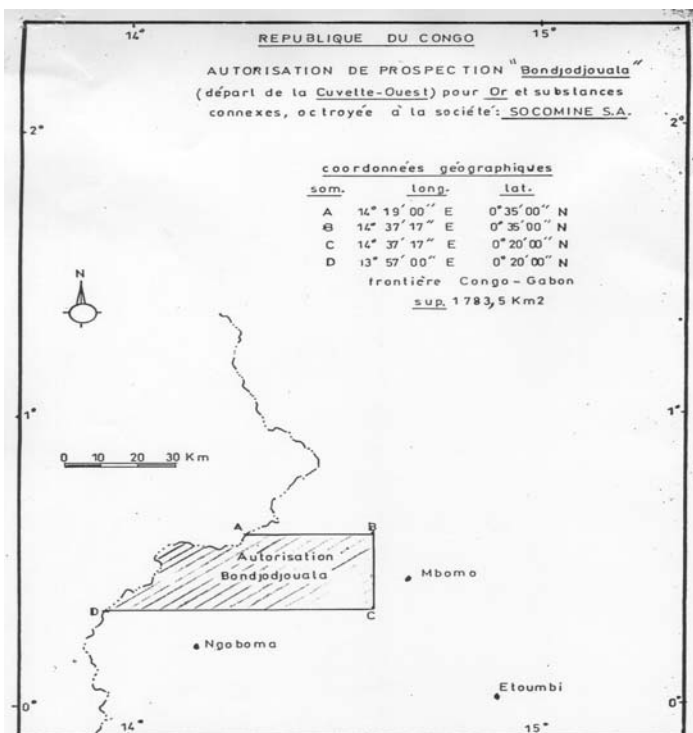 14° 15°
REPUBLIQUE DU CONGO
AUTORISATION DE PROSPECTION "Bondjodjouala"
(départ de la Cuvette-Ouest) pour Or et substances
connexes, octroyée à la société: SOCOMINE S.A.
2° 2°
coordonnées géographiques
som. long. lat.
A 14° 19′00″ E 0°35′00″ N
B 14° 37′17″ E 0°35′00″ N
C 14° 37′17″ E 0°20′00″ N
D 13° 57′00″ E 0°20′00″ N
frontière Congo-Gabon
sup. 1783,5 Km2
N
1° 1°
0 10 20 30 Km
A B
Autorisation
Bondjodjouala
Mbomo
D C
Ngoboma
Etoumbi
0° 0°
14° 15°